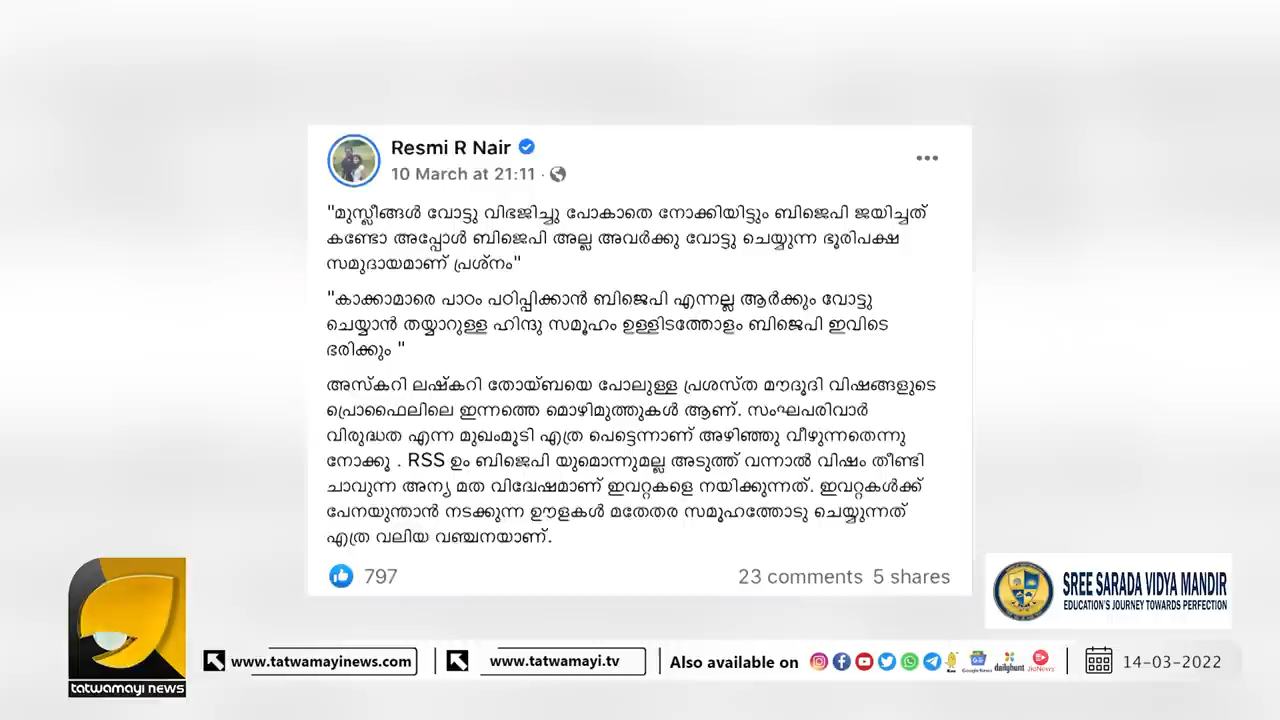 Resmi R Nair
10 March at 21:11 ·
"മുസ്ലീങ്ങൾ വോട്ടു വിഭജിച്ചു പോകാതെ നോക്കിയിട്ടും ബിജെപി ജയിച്ചത്
കണ്ടോ അപ്പോൾ ബിജെപി അല്ല അവർക്കു വോട്ടു ചെയ്യുന്ന ഭൂരിപക്ഷ
സമുദായമാണ് പ്രശ്നം"
"കാക്കാമാരെ പാഠം പഠിപ്പിക്കാൻ ബിജെപി എന്നല്ല ആർക്കും വോട്ടു
ചെയ്യാൻ തയ്യാറുള്ള ഹിന്ദു സമൂഹം ഉള്ളിടത്തോളം ബിജെപി ഇവിടെ
ഭരിക്കും "
അസ്കറി ലഷ്കറി തോയ്ബയെ പോലുള്ള പ്രശസ്ത മൗദൂദി വിഷങ്ങളുടെ
പ്രൊഫൈലിലെ ഇന്നത്തെ മൊഴിമുത്തുകൾ ആണ്. സംഘപരിവാർ
വിരുദ്ധത എന്ന മുഖംമൂടി എത്ര പെട്ടെന്നാണ് അഴിഞ്ഞു വീഴുന്നതെന്നു
നോക്കൂ . RSS ഉം ബിജെപി യുമൊന്നുമല്ല അടുത്ത് വന്നാൽ വിഷം തീണ്ടി
ചാവുന്ന അന്യ മത വിദ്വേഷമാണ് ഇവറ്റകളെ നയിക്കുന്നത്. ഇവറ്റകൾക്ക്
പേനയുന്താൻ നടക്കുന്ന ഊളകൾ മതേതര സമൂഹത്തോടു ചെയ്യുന്നത്
എത്ര വലിയ വഞ്ചനയാണ്.
797 23 comments 5 shares
SREE SARADA VIDYA MANDIR
EDUCATION'S JOURNEY TOWARDS PERFECTION
tatwamayi news
www.tatwamayinews.com www.tatwamayi.tv Also available on Google News dailyhunt JioNews 14-03-2022